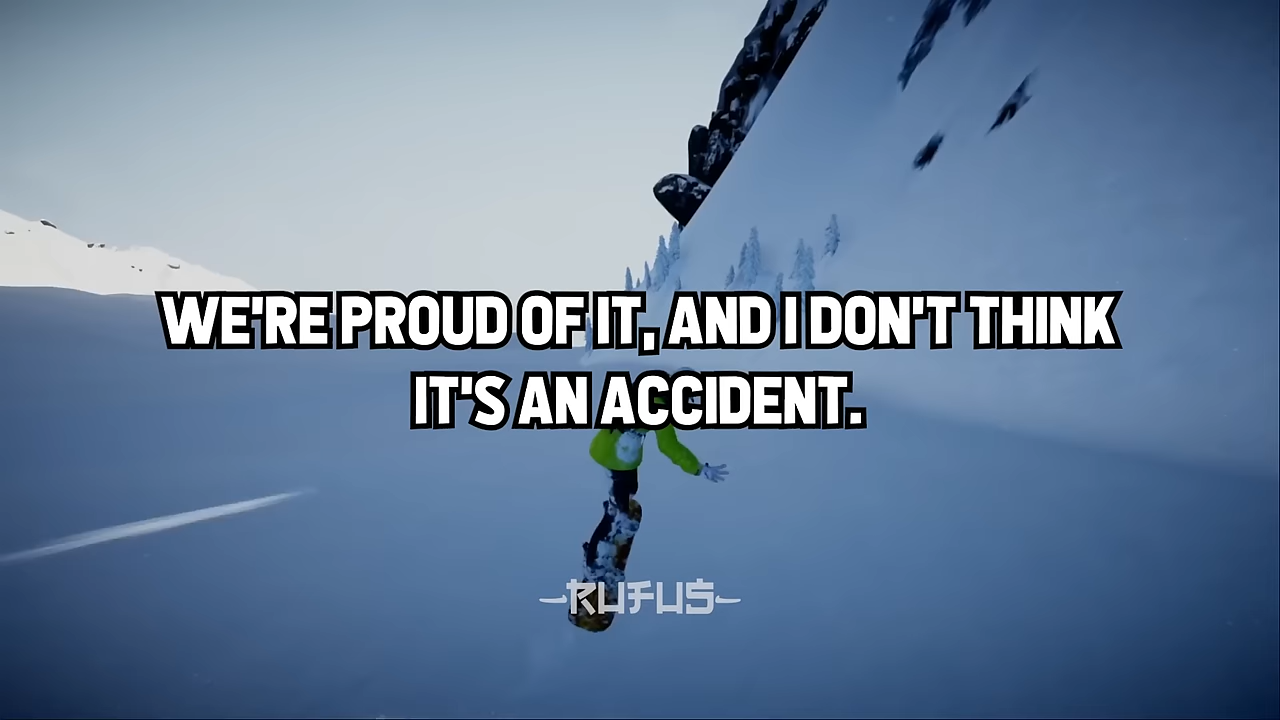 WE'RE PROUD OF IT, AND I DON'T THINK
IT'S AN ACCIDENT.
RUFUS